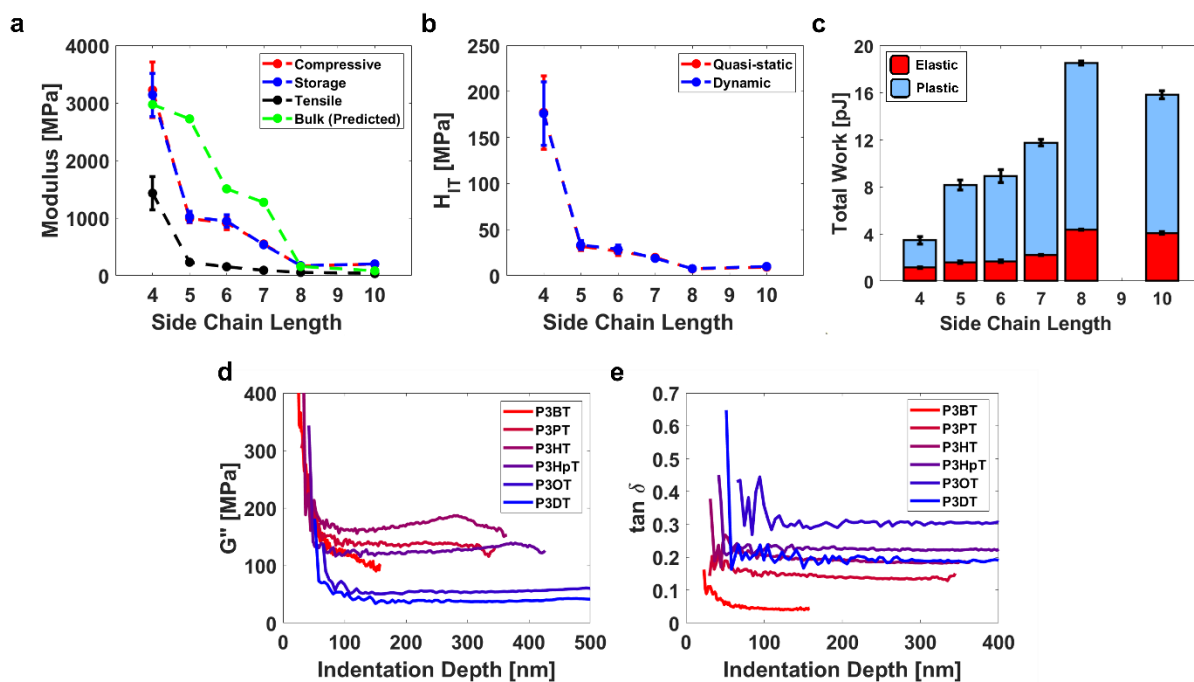 a
4000
3000
2000
1000
0
Modulus [MPa]
Compressive
Storage
Tensile
Bulk (Predicted)
4 5 6 7 8 9 10
Side Chain Length
b
250
200
150
100
50
0
H_IT [MPa]
Quasi-static
Dynamic
4 5 6 7 8 9 10
Side Chain Length
c
20
16
12
8
4
0
Total Work [pJ]
Elastic
Plastic
4 5 6 7 8 9 10
Side Chain Length
d
400
300
200
100
0
G'' [MPa]
P3BT
P3PT
P3HT
P3HpT
P3OT
P3DT
0 100 200 300 400 500
Indentation Depth [nm]
e
0.7
0.6
0.5
0.4
0.3
0.2
0.1
0
tan δ
P3BT
P3PT
P3HT
P3HpT
P3OT
P3DT
0 100 200 300 400
Indentation Depth [nm]